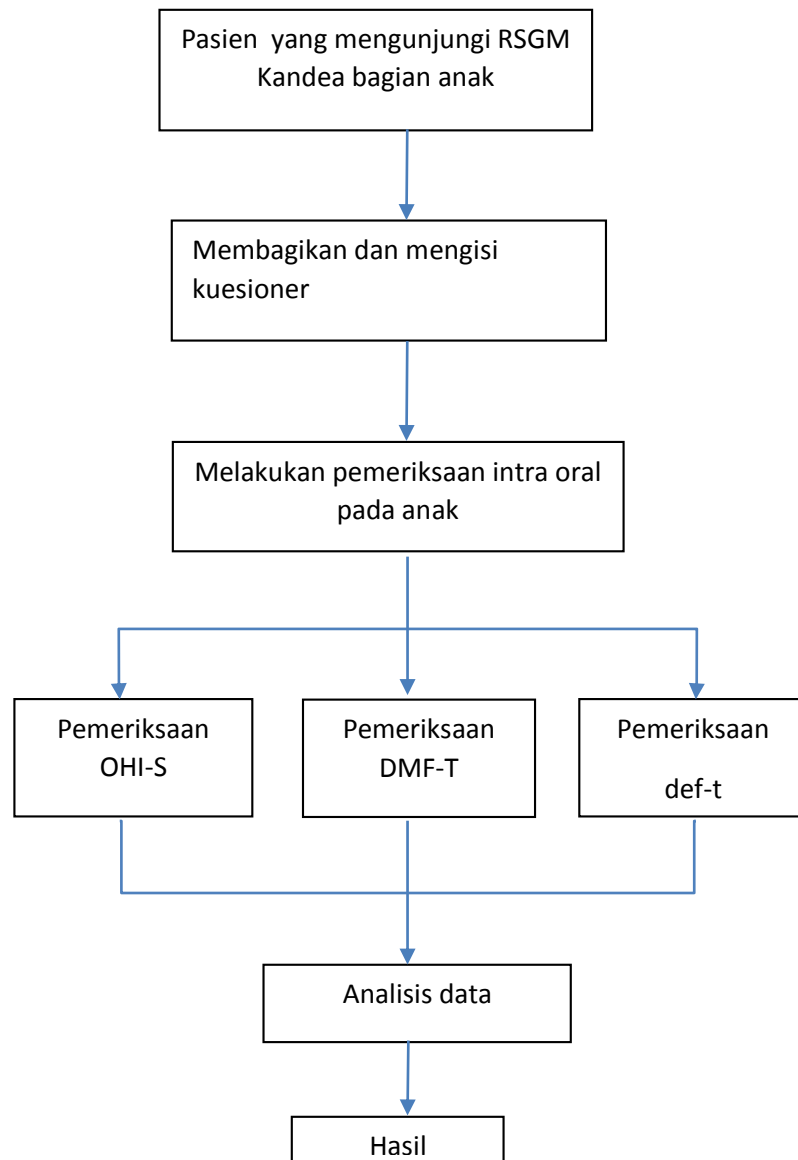 Pasien yang mengunjungi RSGM
Kandea bagian anak
Membagikan dan mengisi
kuesioner
Melakukan pemeriksaan intra oral
pada anak
Pemeriksaan
OHI-S
Pemeriksaan
DMF-T
Pemeriksaan
def-t
Analisis data
Hasil